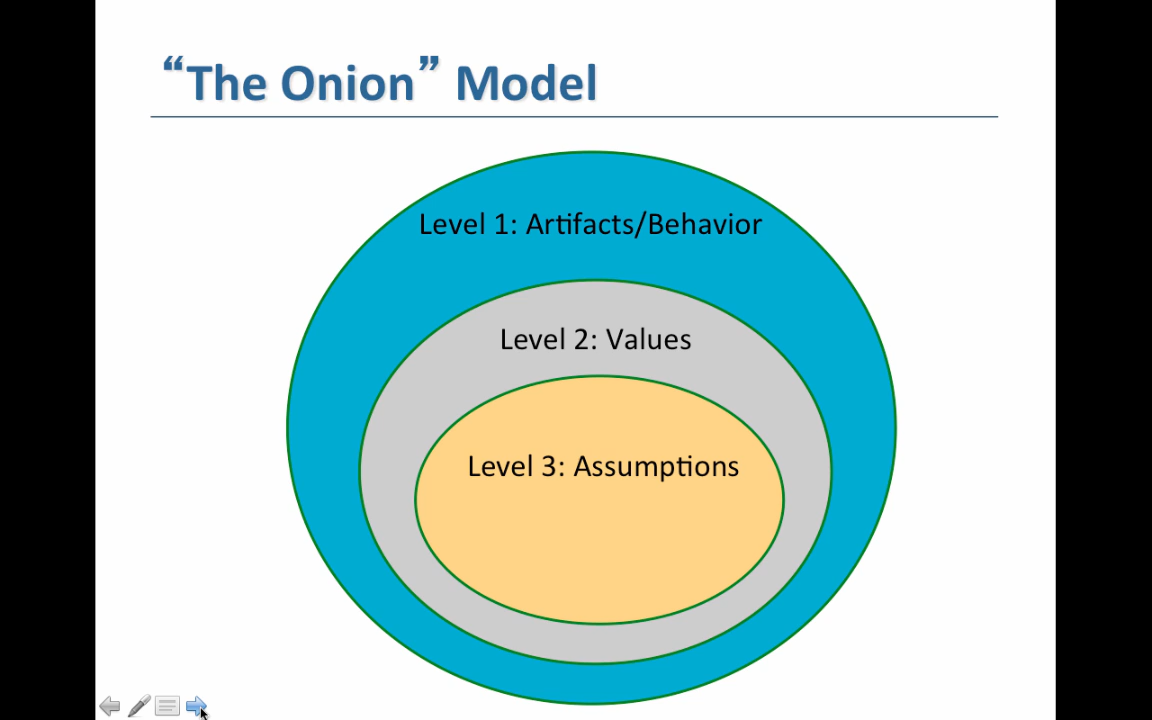 “The Onion” Model
Level 1: Artifacts/Behavior
Level 2: Values
Level 3: Assumptions